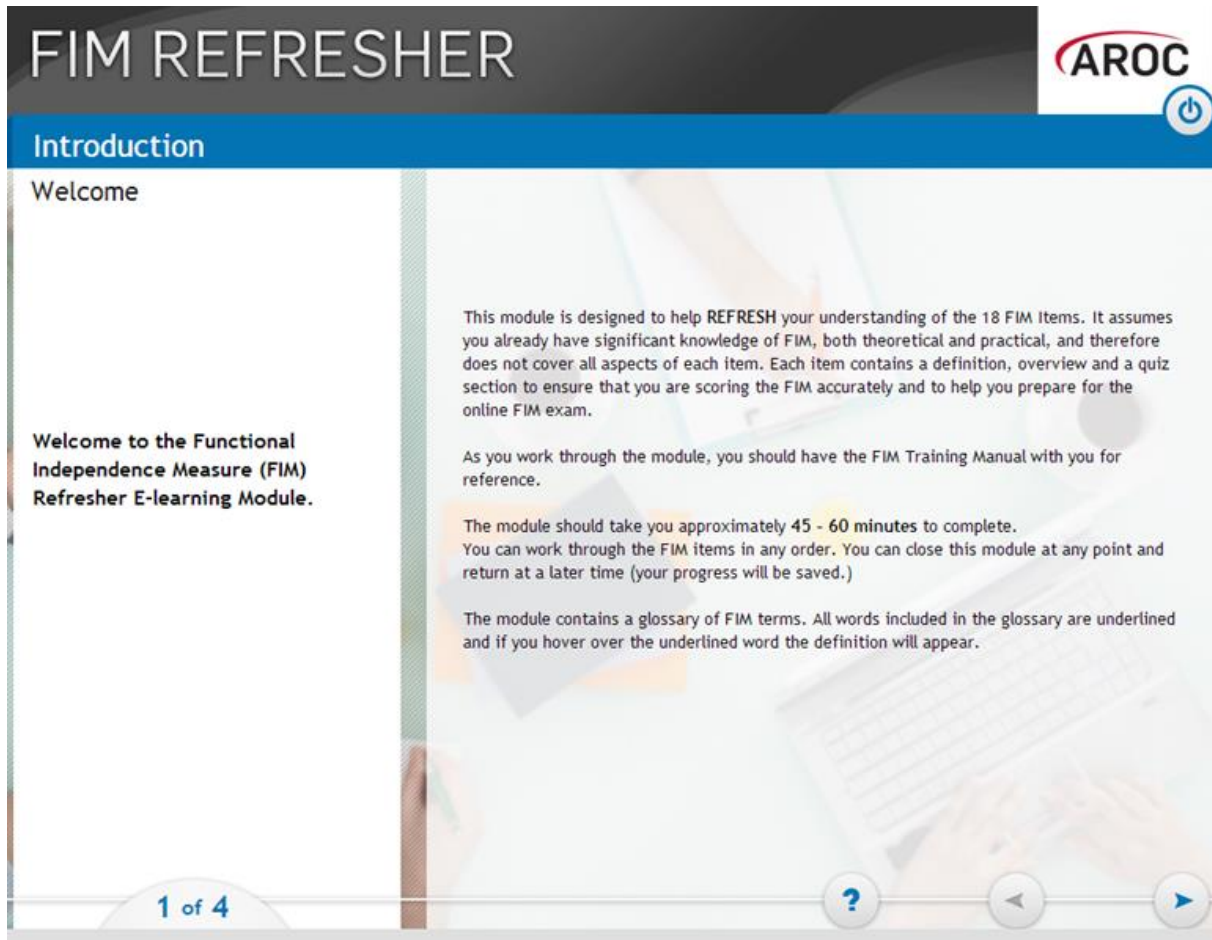 FIM REFRESHER
AROC
Introduction
Welcome
Welcome to the Functional
Independence Measure (FIM)
Refresher E-learning Module.
This module is designed to help REFRESH your understanding of the 18 FIM Items. It assumes
you already have significant knowledge of FIM, both theoretical and practical, and therefore
does not cover all aspects of each item. Each item contains a definition, overview and a quiz
section to ensure that you are scoring the FIM accurately and to help you prepare for the
online FIM exam.
As you work through the module, you should have the FIM Training Manual with you for
reference.
The module should take you approximately 45 - 60 minutes to complete.
You can work through the FIM items in any order. You can close this module at any point and
return at a later time (your progress will be saved.)
The module contains a glossary of FIM terms. All words included in the glossary are underlined
and if you hover over the underlined word the definition will appear.
1 of 4
?